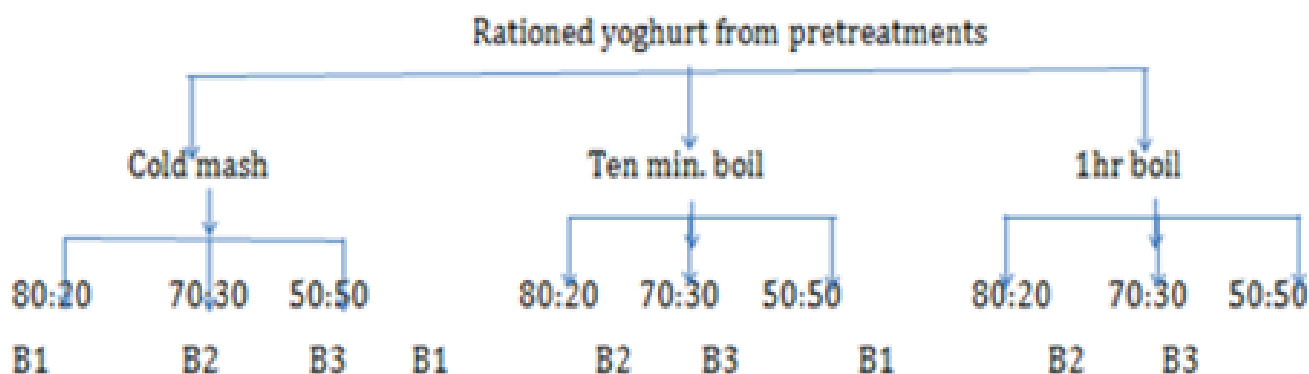 Rationed yoghurt from pretreatments
Cold mash Ten min. boil 1hr boil
80:20 70:30 50:50 80:20 70:30 50:50 80:20 70:30 50:50
B1 B2 B3 B1 B2 B3 B1 B2 B3